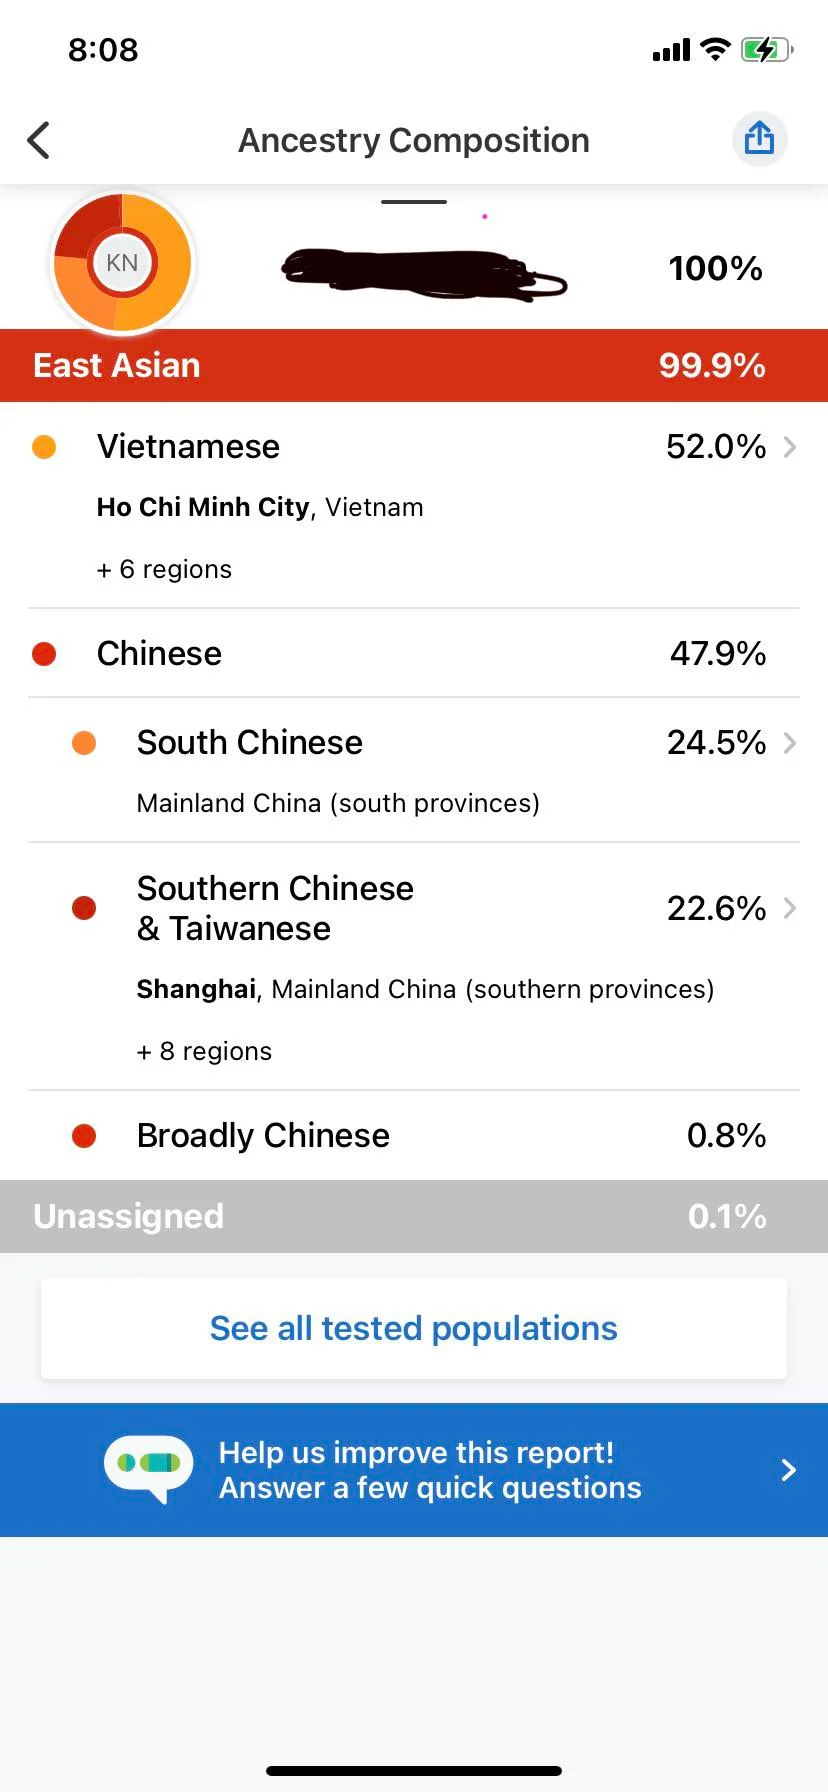 8:08
Ancestry Composition
KN
100%
East Asian 99.9%
Vietnamese 52.0%
Ho Chi Minh City, Vietnam
+ 6 regions
Chinese 47.9%
South Chinese 24.5%
Mainland China (south provinces)
Southern Chinese
& Taiwanese 22.6%
Shanghai, Mainland China (southern provinces)
+ 8 regions
Broadly Chinese 0.8%
Unassigned 0.1%
See all tested populations
Help us improve this report!
Answer a few quick questions